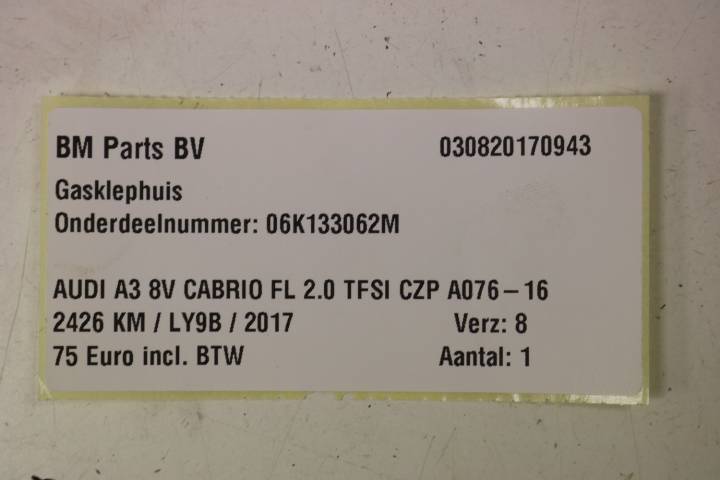 BM Parts BV 030820170943
Gasklephuis
Onderdeelnummer: 06K133062M
AUDI A3 8V CABRIO FL 2.0 TFSI CZP A076-16
2426 KM / LY9B / 2017 Verz: 8
75 Euro incl. BTW Aantal: 1